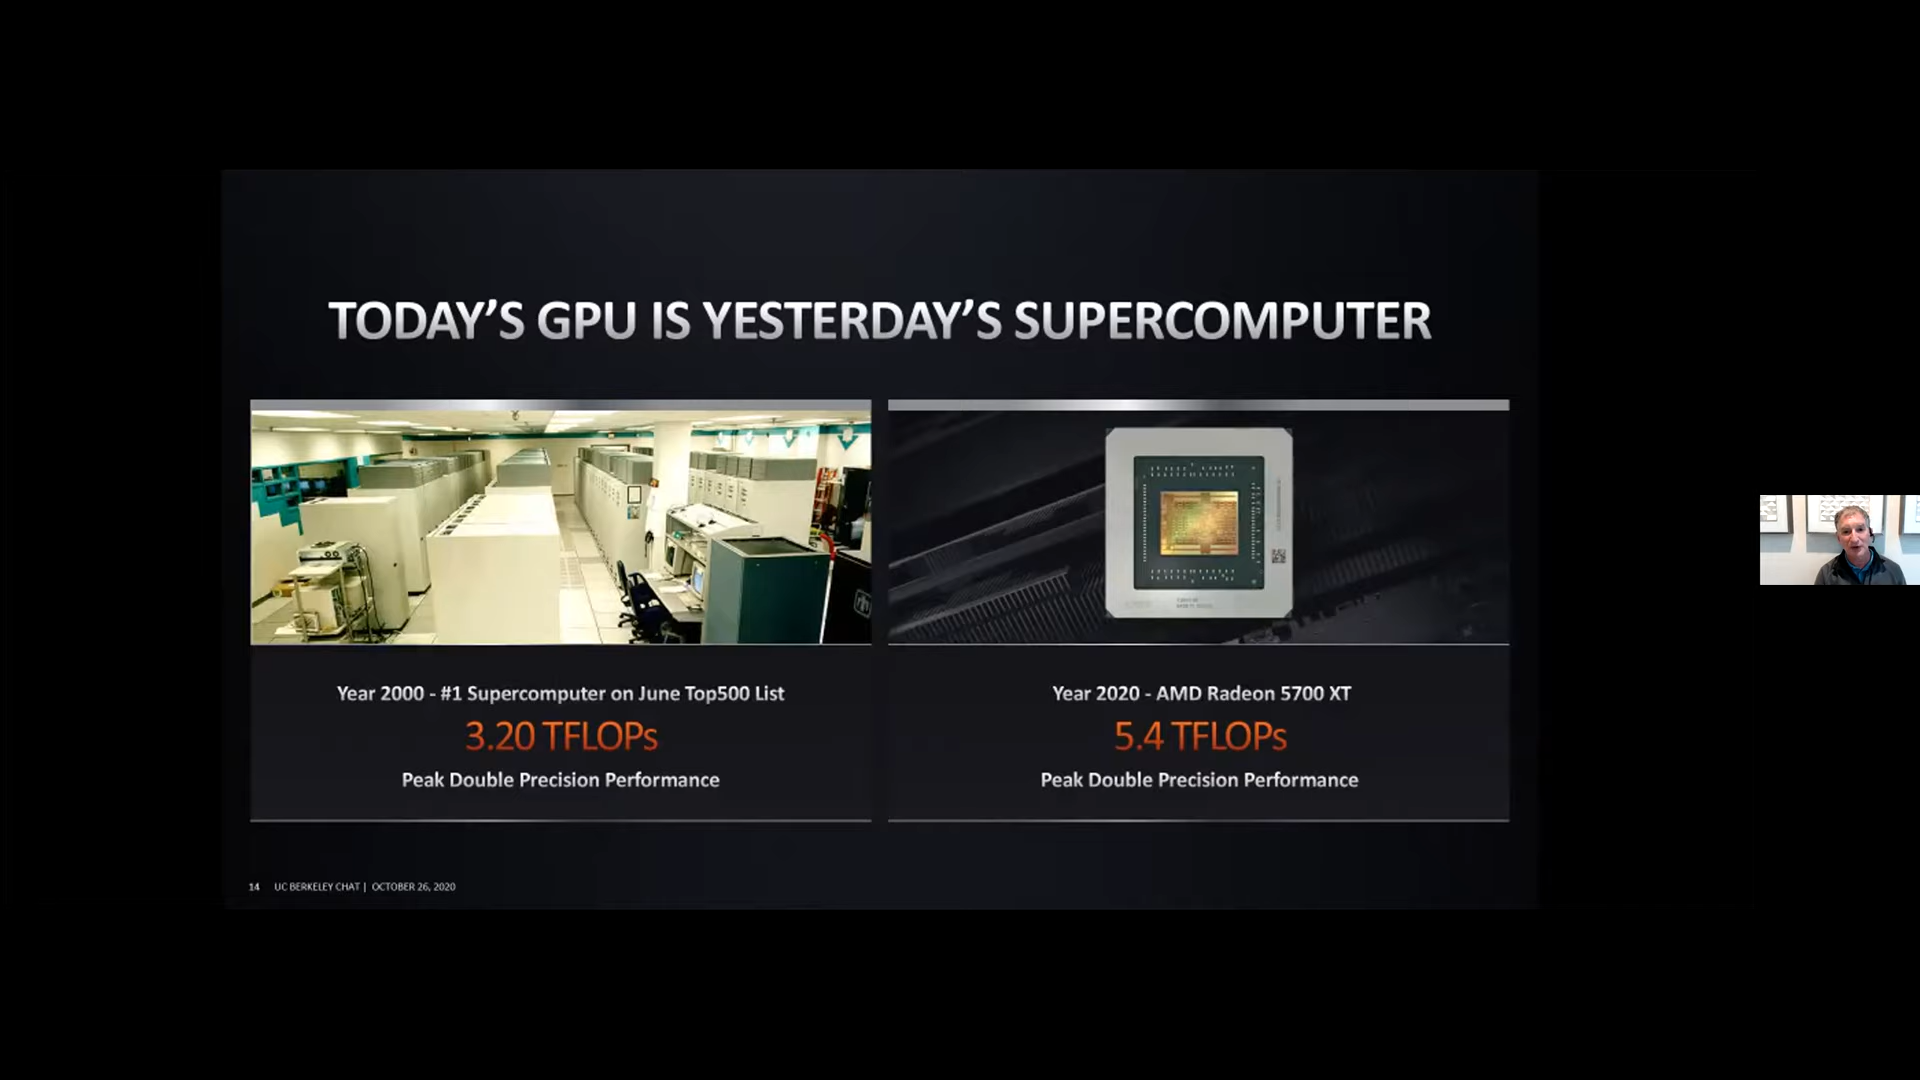 TODAY’S GPU IS YESTERDAY’S SUPERCOMPUTER
Year 2000 - #1 Supercomputer on June Top500 List
3.20 TFLOPs
Peak Double Precision Performance
Year 2020 - AMD Radeon 5700 XT
5.4 TFLOPs
Peak Double Precision Performance
14 UC BERKELEY CHAT | OCTOBER 26, 2020